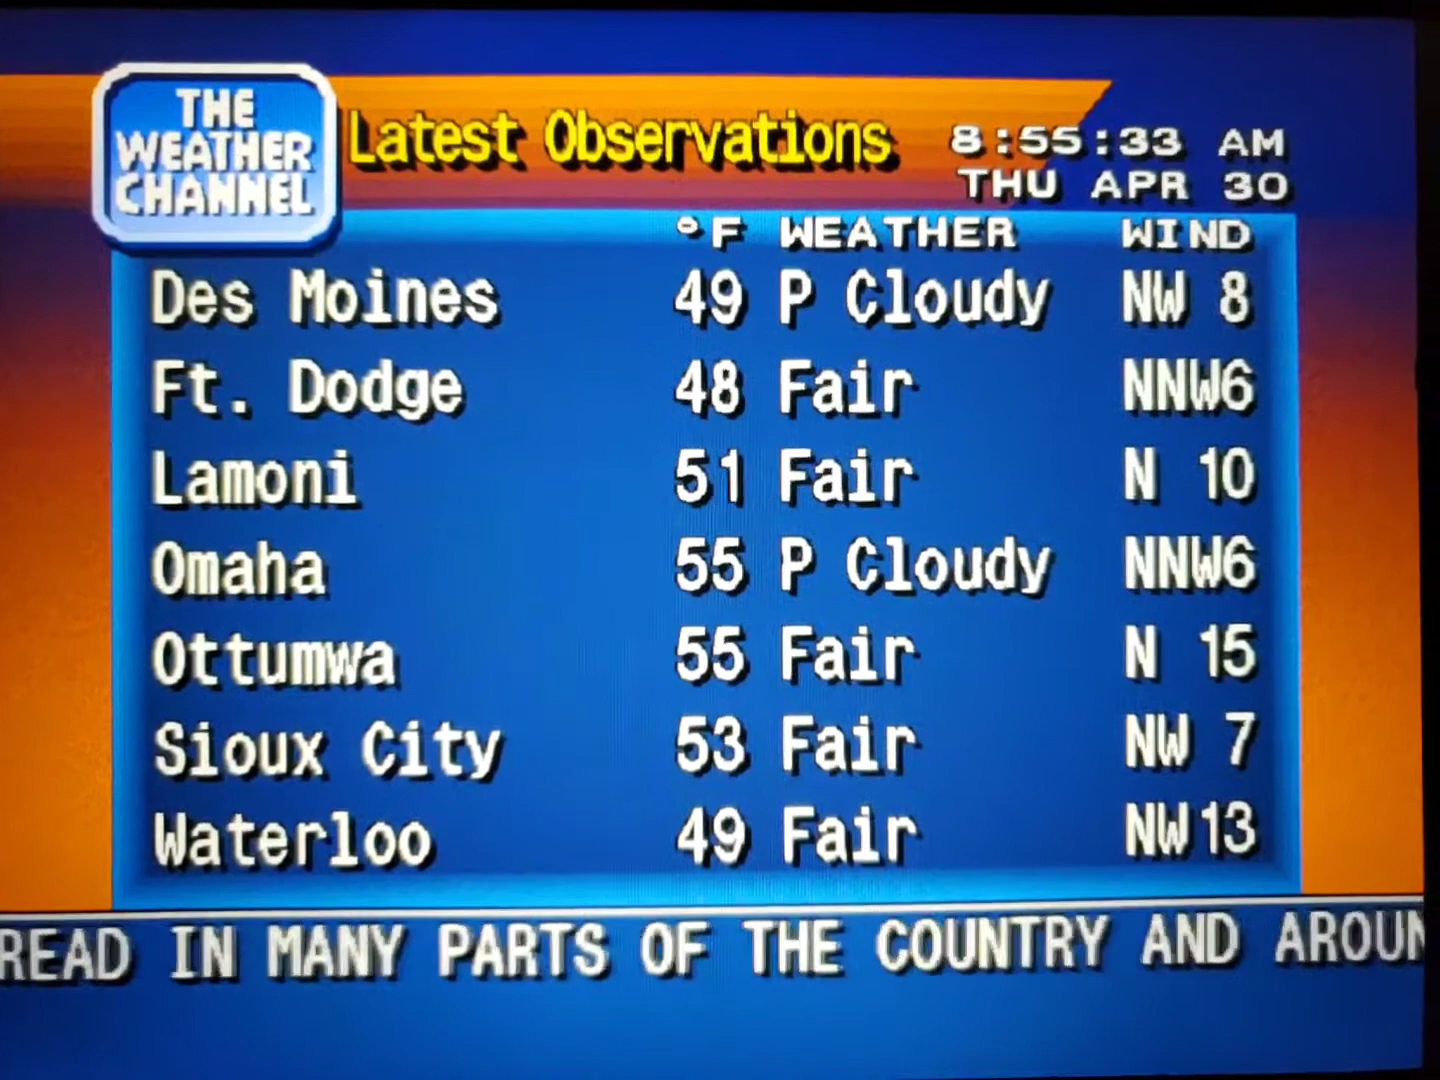 THE
WEATHER
CHANNEL
Latest Observations
8:55:33 AM
THU APR 30
°F WEATHER WIND
Des Moines 49 P Cloudy NW 8
Ft. Dodge 48 Fair NNW6
Lamoni 51 Fair N 10
Omaha 55 P Cloudy NNW6
Ottumwa 55 Fair N 15
Sioux City 53 Fair NW 7
Waterloo 49 Fair NW13
READ IN MANY PARTS OF THE COUNTRY AND AROUN